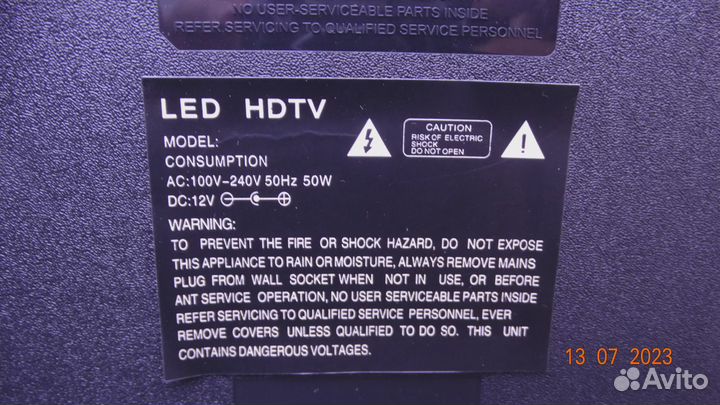 NO USER-SERVICEABLE PARTS INSIDE
REFER SERVICING TO QUALIFIED SERVICE PERSONNEL
LED HDTV
MODEL:
CONSUMPTION
AC:100V-240V 50Hz 50W
DC:12V
CAUTION
RISK OF ELECTRIC
SHOCK
DO NOT OPEN
WARNING:
TO PREVENT THE FIRE OR SHOCK HAZARD, DO NOT EXPOSE
THIS APPLIANCE TO RAIN OR MOISTURE, ALWAYS REMOVE MAINS
PLUG FROM WALL SOCKET WHEN NOT IN USE, OR BEFORE
ANT SERVICE OPERATION, NO USER SERVICEABLE PARTS INSIDE
REFER SERVICING TO QUALIFIED SERVICE PERSONNEL, EVER
REMOVE COVERS UNLESS QUALIFIED TO DO SO. THIS UNIT
CONTAINS DANGEROUS VOLTAGES.
13 07 2023
Avito